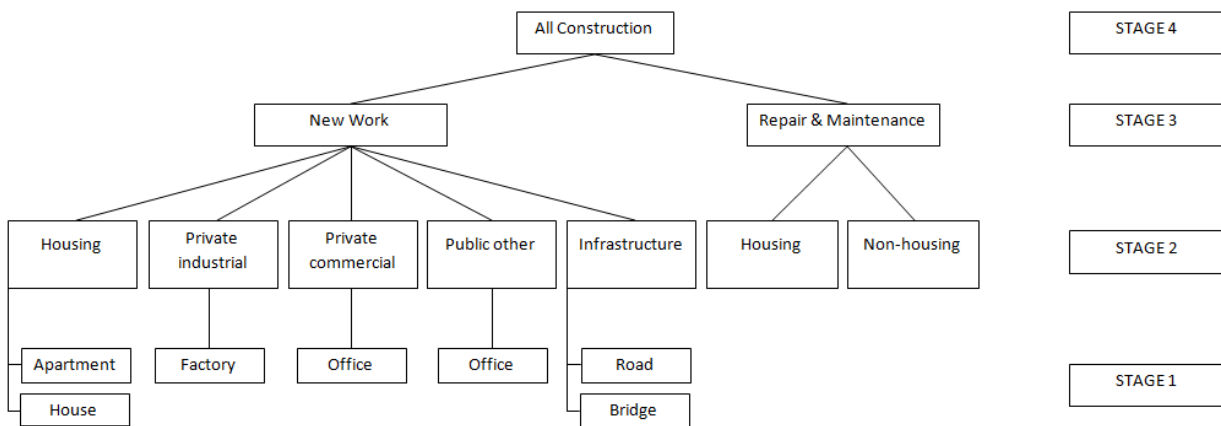 All Construction
STAGE 4
New Work
Repair & Maintenance
STAGE 3
Housing
Private
industrial
Private
commercial
Public other
Infrastructure
Housing
Non-housing
STAGE 2
Apartment
Factory
Office
Office
Road
STAGE 1
House
Bridge